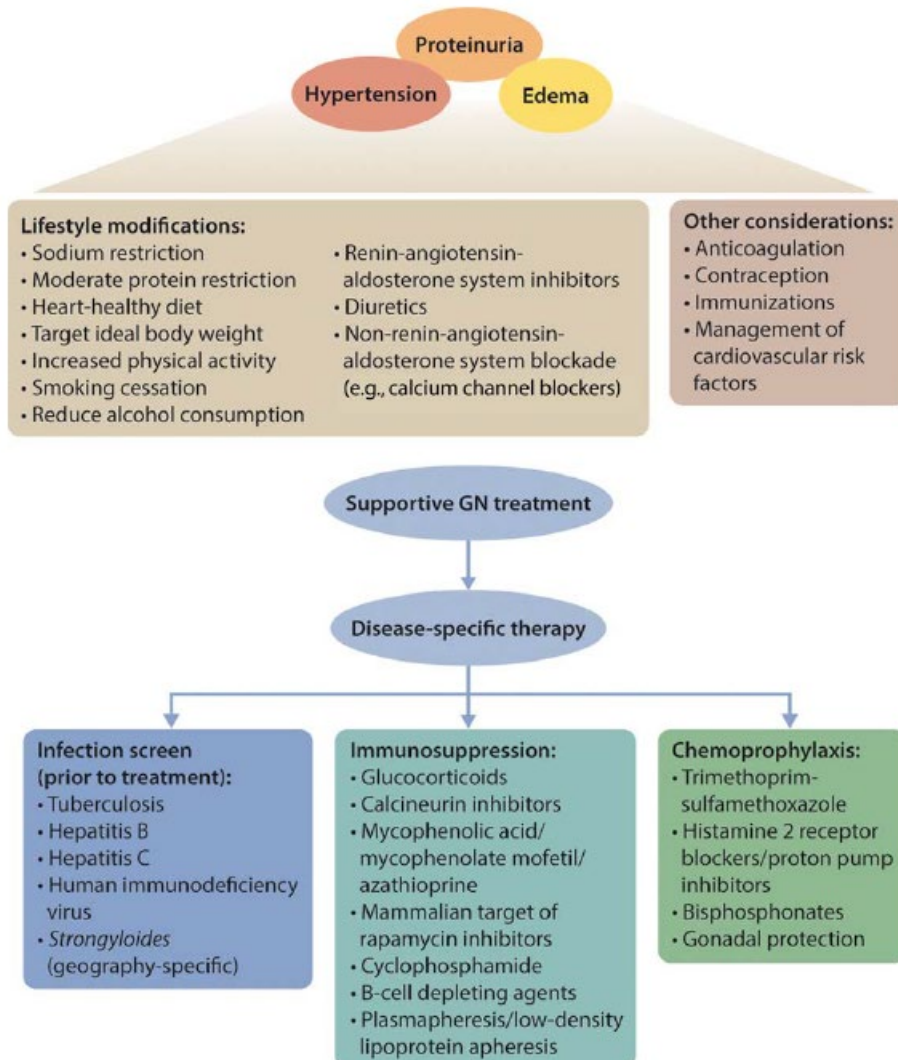 Proteinuria
Hypertension
Edema
Lifestyle modifications:
• Sodium restriction
• Moderate protein restriction
• Heart-healthy diet
• Target ideal body weight
• Increased physical activity
• Smoking cessation
• Reduce alcohol consumption
• Renin-angiotensin-
aldosterone system inhibitors
• Diuretics
• Non-renin-angiotensin-
aldosterone system blockade
(e.g., calcium channel blockers)
Other considerations:
• Anticoagulation
• Contraception
• Immunizations
• Management of
cardiovascular risk
factors
Supportive GN treatment
Disease-specific therapy
Infection screen
(prior to treatment):
• Tuberculosis
• Hepatitis B
• Hepatitis C
• Human immunodeficiency
virus
• Strongyloides
(geography-specific)
Immunosuppression:
• Glucocorticoids
• Calcineurin inhibitors
• Mycophenolic acid/
mycophenolate mofetil/
azathioprine
• Mammalian target of
rapamycin inhibitors
• Cyclophosphamide
• B-cell depleting agents
• Plasmapheresis/low-density
lipoprotein apheresis
Chemoprophylaxis:
• Trimethoprim-
sulfamethoxazole
• Histamine 2 receptor
blockers/proton pump
inhibitors
• Bisphosphonates
• Gonadal protection